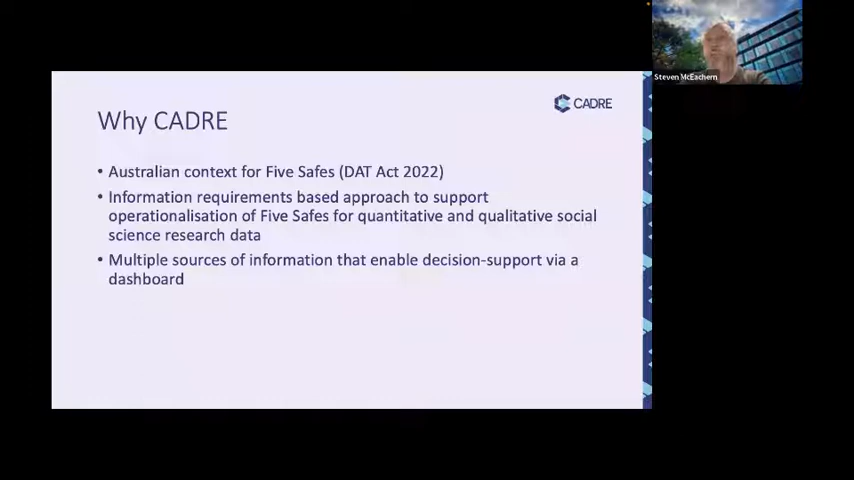 Steven McEachern
CADRE
Why CADRE
• Australian context for Five Safes (DAT Act 2022)
• Information requirements based approach to support
operationalisation of Five Safes for quantitative and qualitative social
science research data
• Multiple sources of information that enable decision-support via a
dashboard